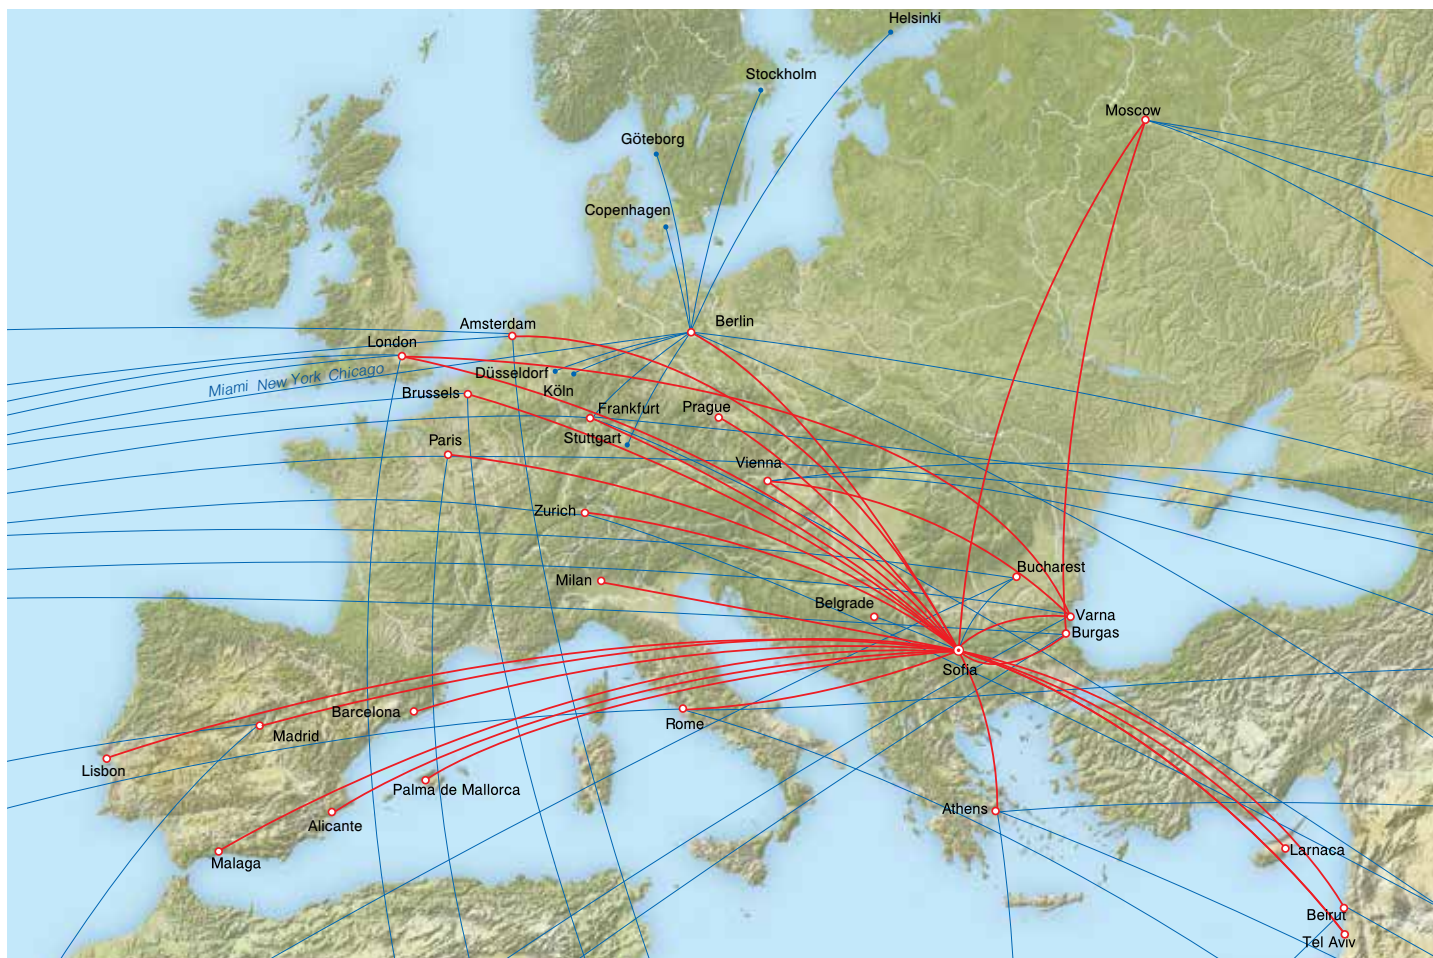 Helsinki
Stockholm
Moscow
Göteborg
Copenhagen
Berlin
Amsterdam
London
Miami New York Chicago
Düsseldorf
Köln
Brussels
Frankfurt
Prague
Stuttgart
Paris
Vienna
Zurich
Bucharest
Milan
Belgrade
Varna
Burgas
Sofia
Barcelona
Rome
Madrid
Lisbon
Palma de Mallorca
Athens
Alicante
Larnaca
Malaga
Beirut
Tel Aviv